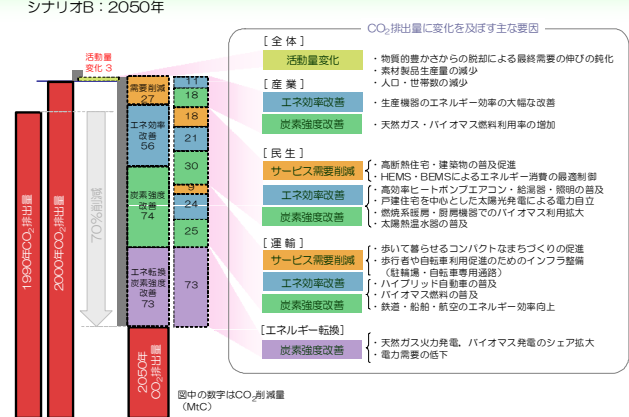 シナリオB：2050年
CO2排出量に変化を及ぼす主な要因
活動量
変化 3
需要削減
27
エネ効率
改善
56
炭素強度
改善
74
エネ転換
炭素強度
改善
73
11
18
18
21
30
9
24
25
73
1990年CO2排出量
2000年CO2排出量
70%削減
2050年
CO2排出量
図中の数字はCO2削減量
（MtC）
[全体]
活動量変化
・物質的豊かさからの脱却による最終需要の伸びの鈍化
・素材製品生産量の減少
・人口・世帯数の減少
[産業]
エネ効率改善
・生産機器のエネルギー効率の大幅な改善
炭素強度改善
・天然ガス・バイオマス燃料利用率の増加
[民生]
サービス需要削減
エネ効率改善
炭素強度改善
・高断熱住宅・建築物の普及促進
・HEMS・BEMSによるエネルギー消費の最適制御
・高効率ヒートポンプエアコン・給湯器・照明の普及
・戸建住宅を中心とした太陽光発電による電力自立
・燃焼系暖房・厨房機器でのバイオマス利用拡大
・太陽熱温水器の普及
[運輸]
サービス需要削減
エネ効率改善
炭素強度改善
・歩いて暮らせるコンパクトなまちづくりの促進
・歩行者や自転車利用促進のためのインフラ整備
（駐輪場・自転車専用通路）
・ハイブリッド自動車の普及
・バイオマス燃料の普及
・鉄道・船舶・航空のエネルギー効率向上
[エネルギー転換]
炭素強度改善
・天然ガス火力発電，バイオマス発電のシェア拡大
・電力需要の低下